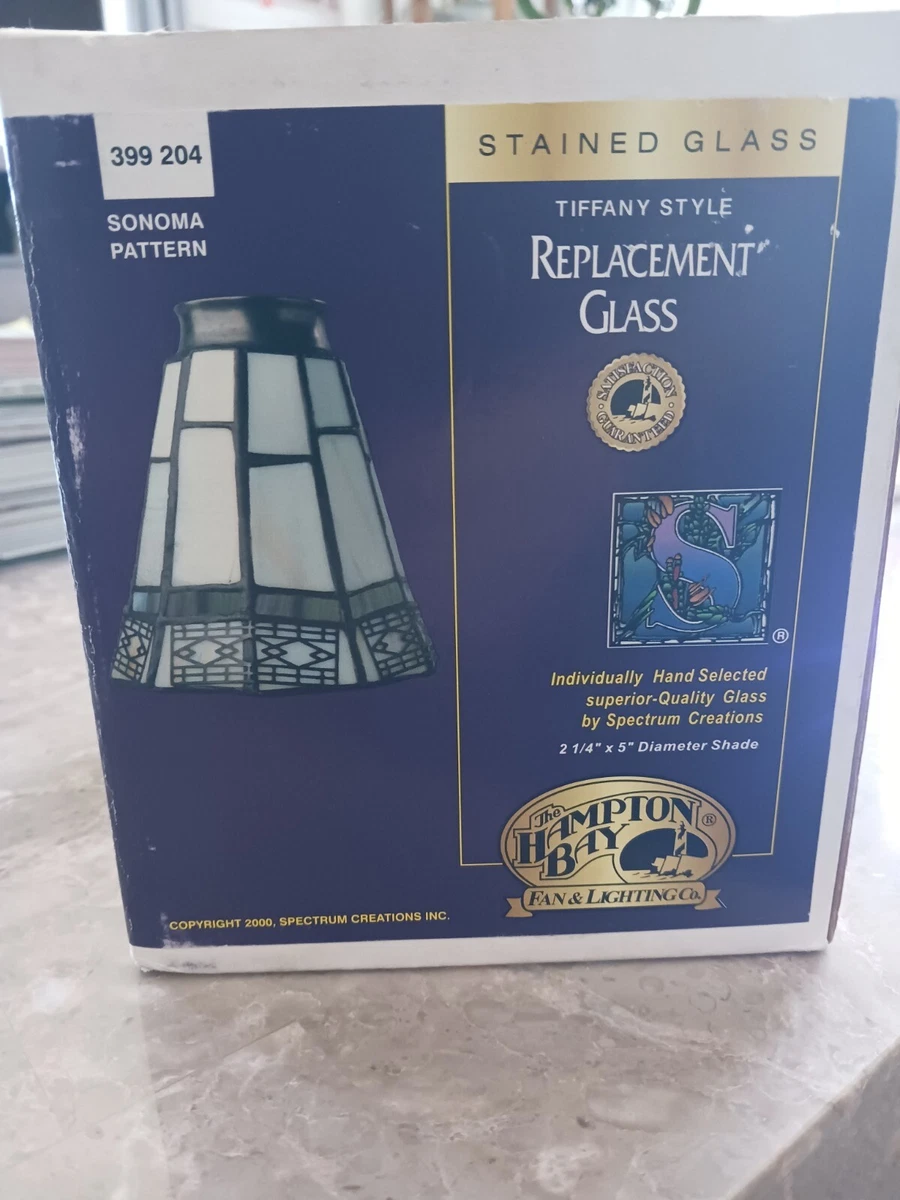 399 204
SONOMA
PATTERN
STAINED GLASS
TIFFANY STYLE
REPLACEMENT
GLASS
SATISFACTION
GUARANTEED
S
®
Individually Hand Selected
superior-Quality Glass
by Spectrum Creations
2 1/4" x 5" Diameter Shade
The
HAMPTON ®
BAY
FAN & LIGHTING CO.
COPYRIGHT 2000, SPECTRUM CREATIONS INC.